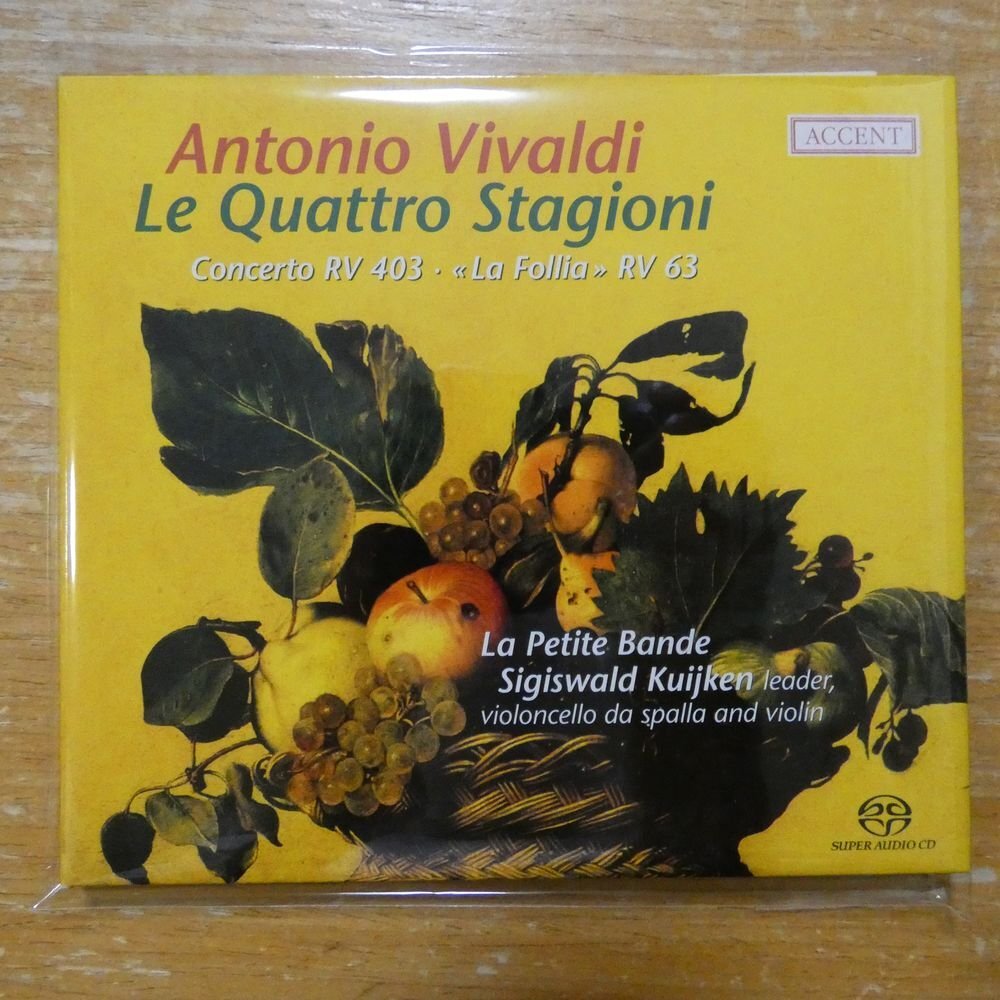 Antonio Vivaldi
ACCENT
Le Quattro Stagioni
Concerto RV 403 · «La Follia» RV 63
La Petite Bande
Sigiswald Kuijken leader,
violoncello da spalla and violin
SUPER AUDIO CD